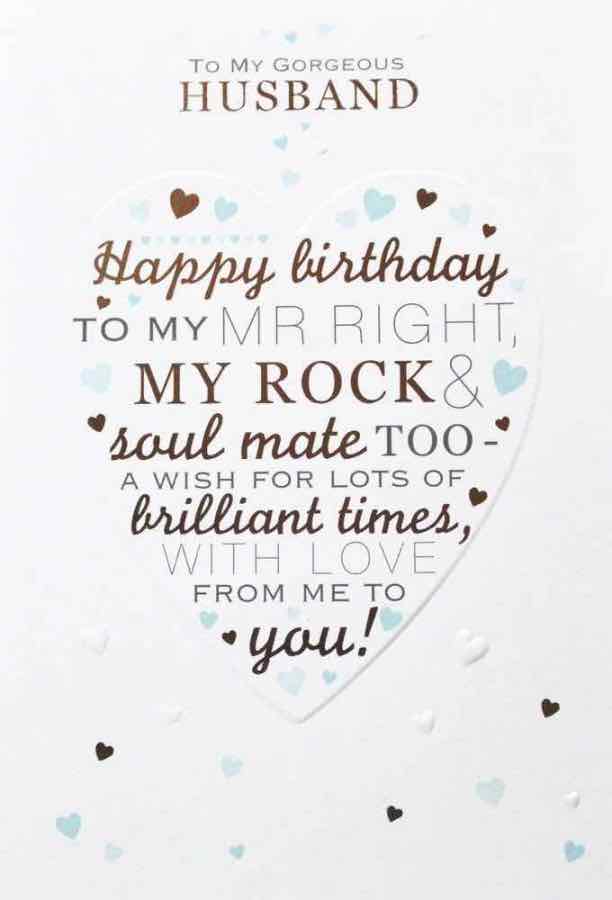 To My Gorgeous
HUSBAND
Happy birthday
TO MY MR RIGHT,
MY ROCK &
soul mate TOO -
A WISH FOR LOTS OF
brilliant times,
WITH LOVE
FROM ME TO
you!